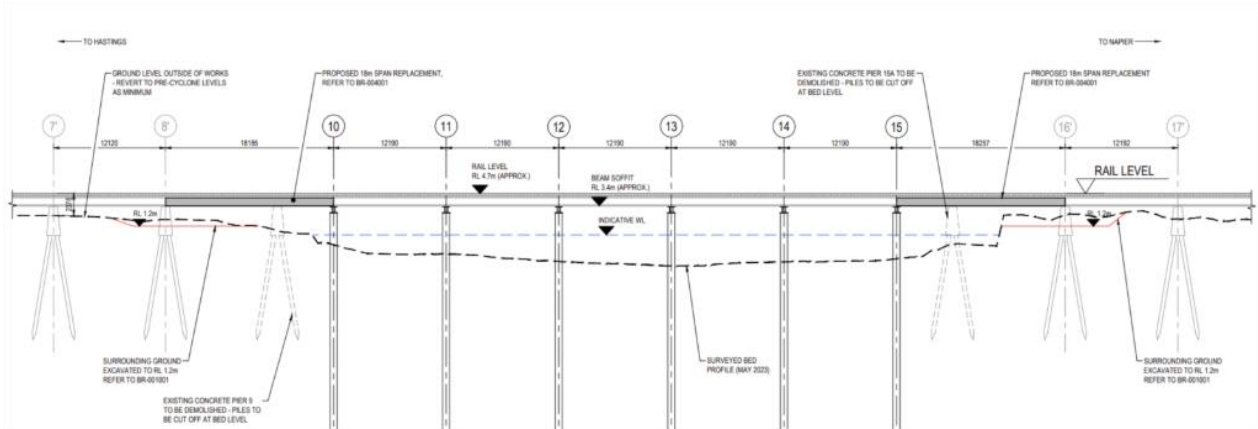 TO HASTINGS
TO NAPIER
GROUND LEVEL OUTSIDE OF WORKS
- REVERT TO PRE-CYCLONE LEVELS
AS MINIMUM
PROPOSED 18m SPAN REPLACEMENT,
REFER TO BR-004001
EXISTING CONCRETE PIER 15A TO BE
DEMOLISHED - PILES TO BE CUT OFF
AT BED LEVEL
PROPOSED 18m SPAN REPLACEMENT
REFER TO BR-004001
7'
8'
10
11
12
13
14
15
16'
17'
12120
18186
12190
12190
12190
12190
12190
18257
12192
RAIL LEVEL
RL 4.7m (APPROX.)
BEAM SOFFIT
RL 3.4m (APPROX.)
RAIL LEVEL
RL 1.2m
INDICATIVE WL
RL 1.2m
SURROUNDING GROUND
EXCAVATED TO RL 1.2m
REFER TO BR-001001
SURVEYED BED
PROFILE (MAY 2023)
SURROUNDING GROUND
EXCAVATED TO RL 1.2m
REFER TO BR-001001
EXISTING CONCRETE PIER 9
TO BE DEMOLISHED - PILES TO
BE CUT OFF AT BED LEVEL